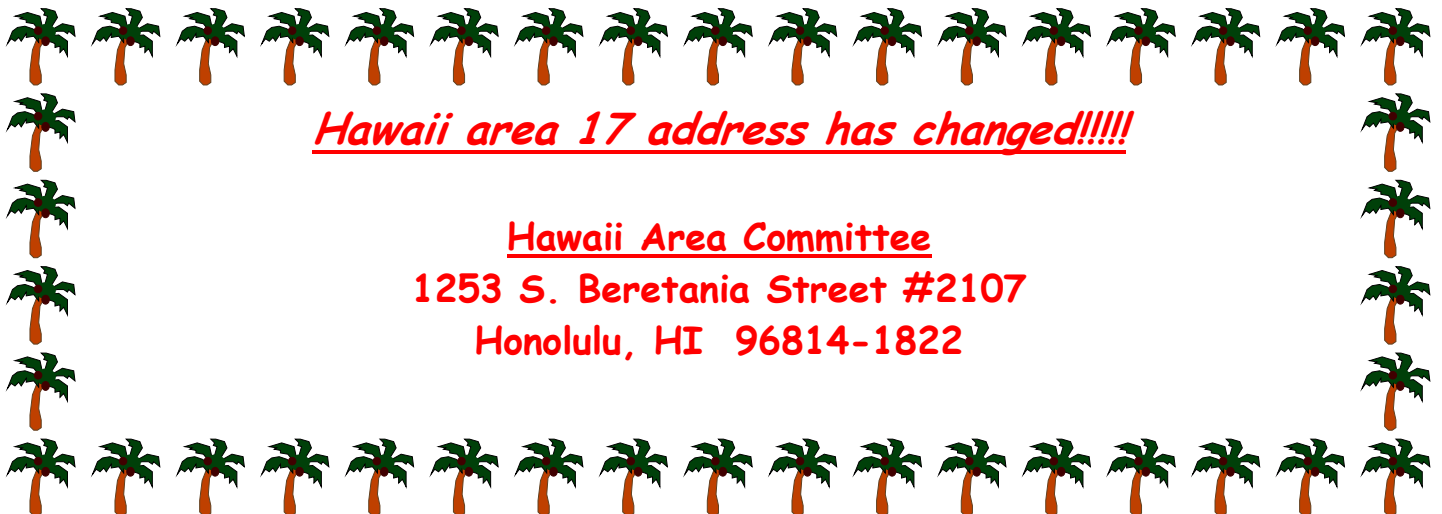 Hawaii area 17 address has changed!!!!!
Hawaii Area Committee
1253 S. Beretania Street #2107
Honolulu, HI  96814-1822